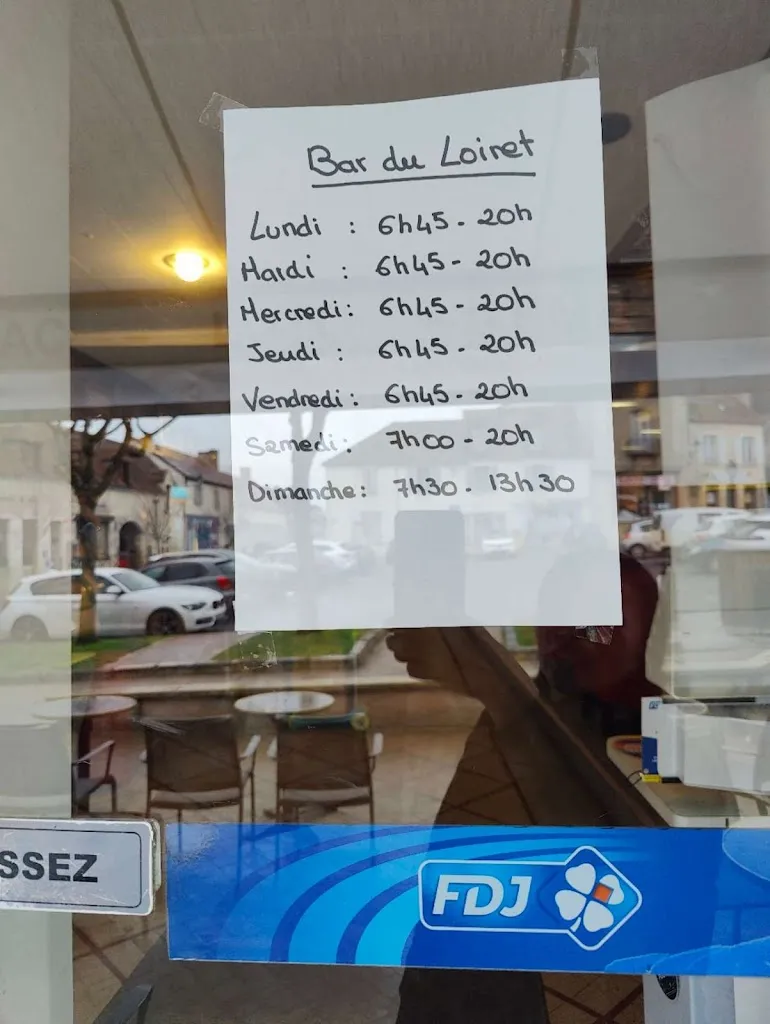 Bar du Loiret
Lundi : 6h45 - 20h
Mardi : 6h45 - 20h
Mercredi : 6h45 - 20h
Jeudi : 6h45 - 20h
Vendredi : 6h45 - 20h
Samedi : 7h00 - 20h
Dimanche : 7h30 - 13h30
SSEZ
FDJ